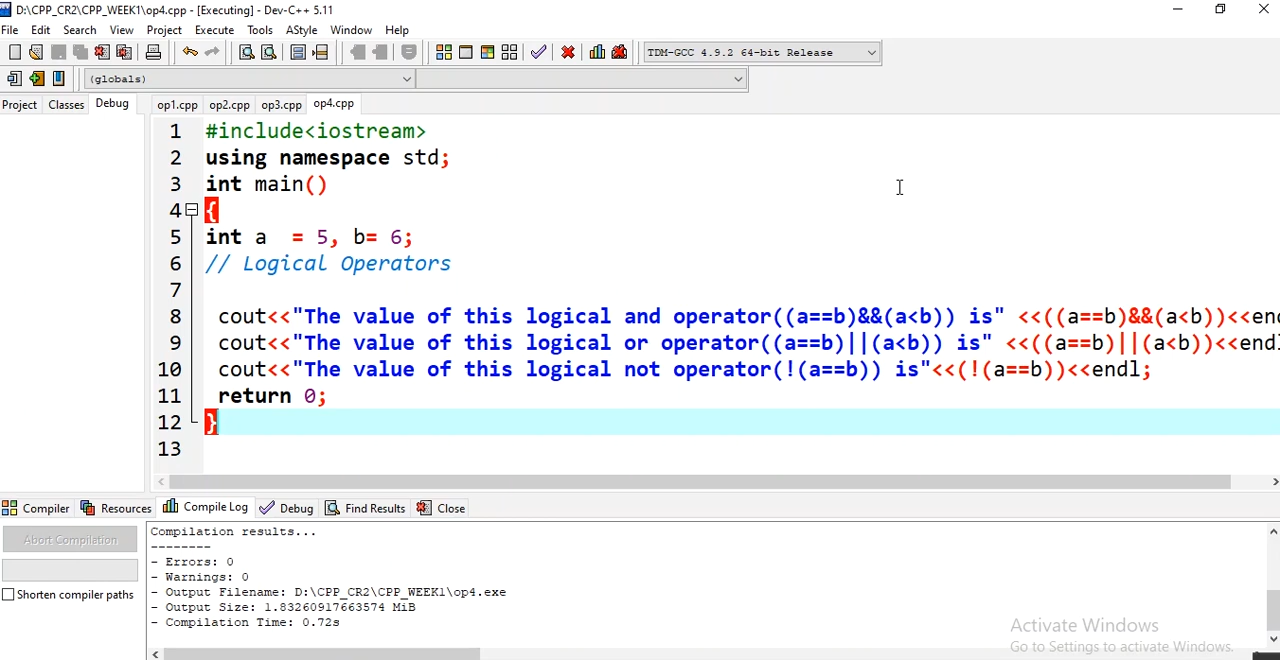 D:\CPP_CR2\CPP_WEEK1\op4.cpp - [Executing] - Dev-C++ 5.11
File Edit Search View Project Execute Tools AStyle Window Help
TDM-GCC 4.9.2 64-bit Release
(globals)
Project Classes Debug op1.cpp op2.cpp op3.cpp op4.cpp
1 #include<iostream>
2 using namespace std;
3 int main()
4 {
5 int a  = 5, b= 6;
6 // Logical Operators
7
8 cout<<"The value of this logical and operator((a==b)&&(a<b)) is" <<((a==b)&&(a<b))<<en
9 cout<<"The value of this logical or operator((a==b)||(a<b)) is" <<((a==b)||(a<b))<<endl
10 cout<<"The value of this logical not operator(!(a==b)) is"<<(!(a==b))<<endl;
11 return 0;
12 }
13
Compiler Resources Compile Log Debug Find Results Close
Abort Compilation
Shorten compiler paths
Compilation results...
--------
- Errors: 0
- Warnings: 0
- Output Filename: D:\CPP_CR2\CPP_WEEK1\op4.exe
- Output Size: 1.83260917663574 MiB
- Compilation Time: 0.72s
Activate Windows
Go to Settings to activate Windows.